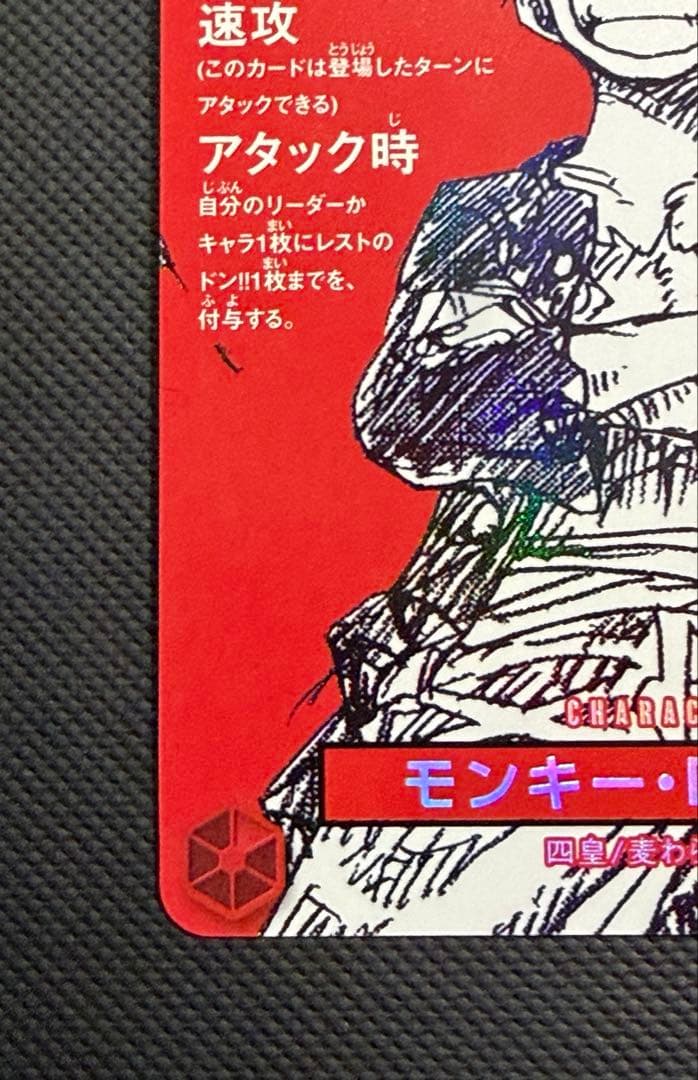 速攻
(このカードは登場したターンに
アタックできる)
アタック時
自分のリーダーか
キャラ1枚にレストの
ドン!!1枚までを、
付与する。
CHARAC
モンキー・
四皇/麦わら